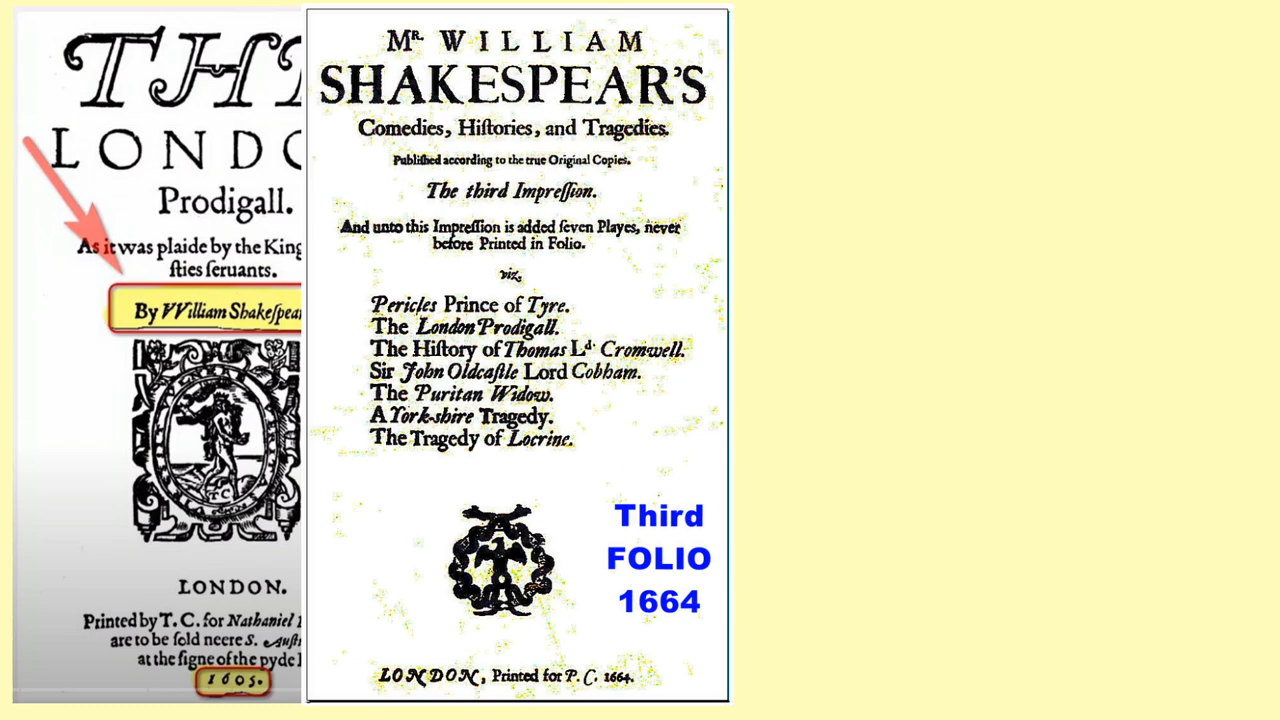 THE
LOND
Prodigall.
As it was plaide by the King
ſties ſeruants.
By VVilliam Shakeſpear
T C
LONDON.
Printed by T. C. for Nathaniel
are to be ſold neere S. Auſt
at the ſigne of the pyde
1605.
Mr. WILLIAM
SHAKESPEAR'S
Comedies, Hiſtories, and Tragedies.
Publiſhed according to the true Original Copies.
The third Impreſſion.
And unto this Impreſſion is added ſeven Playes, never
before Printed in Folio.
viz.
Pericles Prince of Tyre.
The London Prodigall.
The Hiſtory of Thomas Ld. Cromwell.
Sir John Oldcaſtle Lord Cobham.
The Puritan Widow.
A York-shire Tragedy.
The Tragedy of Locrine.
Third
FOLIO
1664
LONDON, Printed for P. C. 1664.